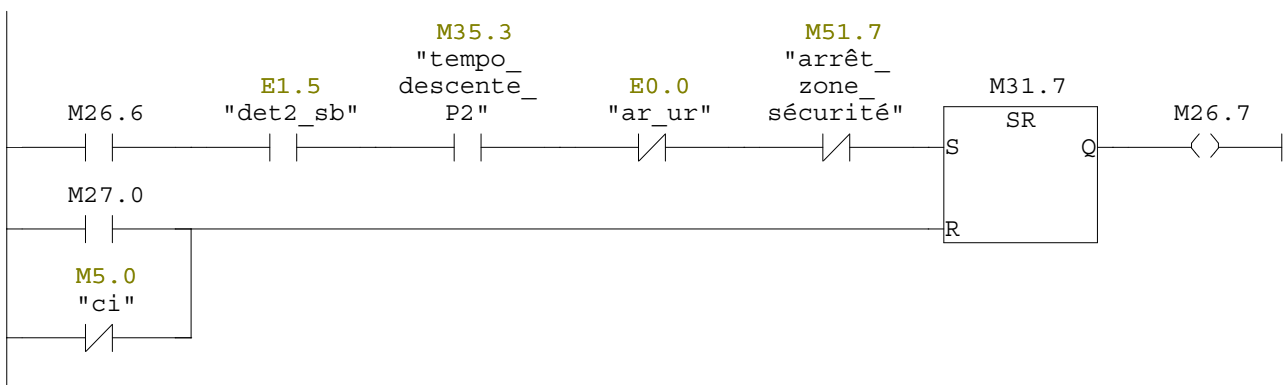 M35.3 M51.7
"tempo_ "arrêt_
E1.5 descente_ E0.0 zone_ M31.7
M26.6 "det2_sb" P2" "ar_ur" sécurité" SR M26.7
S Q
M27.0
R
M5.0
"ci"